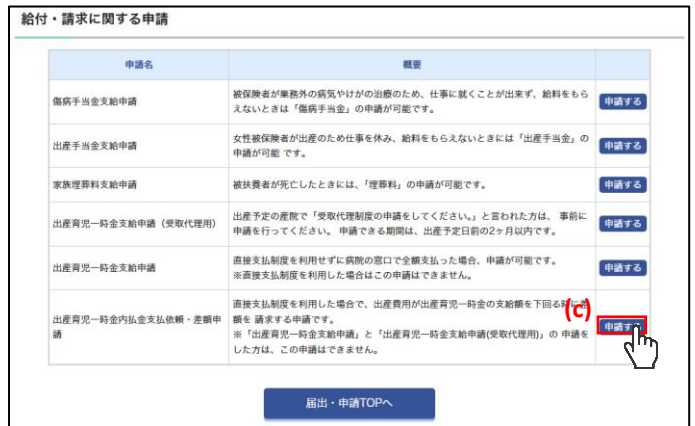 給付・請求に関する申請
申請名 概要
傷病手当金支給申請
被保険者が業務外の病気やけがの治療のため、仕事に就くことが出来ず、給料をもら
えないときは「傷病手当金」の申請が可能です。
申請する
出産手当金支給申請
女性被保険者が出産のため仕事を休み、給料をもらえないときには「出産手当金」の
申請が可能 です。
申請する
家族埋葬料支給申請
被扶養者が死亡したときには、「埋葬料」の申請が可能です。
申請する
出産育児一時金支給申請（受取代理用）
出産予定の産院で「受取代理制度の申請をしてください。」と言われた方は、 事前に
申請を行ってください。 申請できる期間は、出産予定日前の2ヶ月以内です。
申請する
出産育児一時金支給申請
直接支払制度を利用せずに病院の窓口で全額支払った場合、申請が可能です。
※直接支払制度を利用した場合はこの申請はできません。
申請する
出産育児一時金内払金支払依頼・差額申
請
直接支払制度を利用した場合で、出産費用が出産育児一時金の支給額を下回る時に差
額を 請求する申請です。
※「出産育児一時金支給申請」と「出産育児一時金支給申請(受取代理用)」の 申請を
した方は、この申請はできません。
(c)
申請する
届出・申請TOPへ